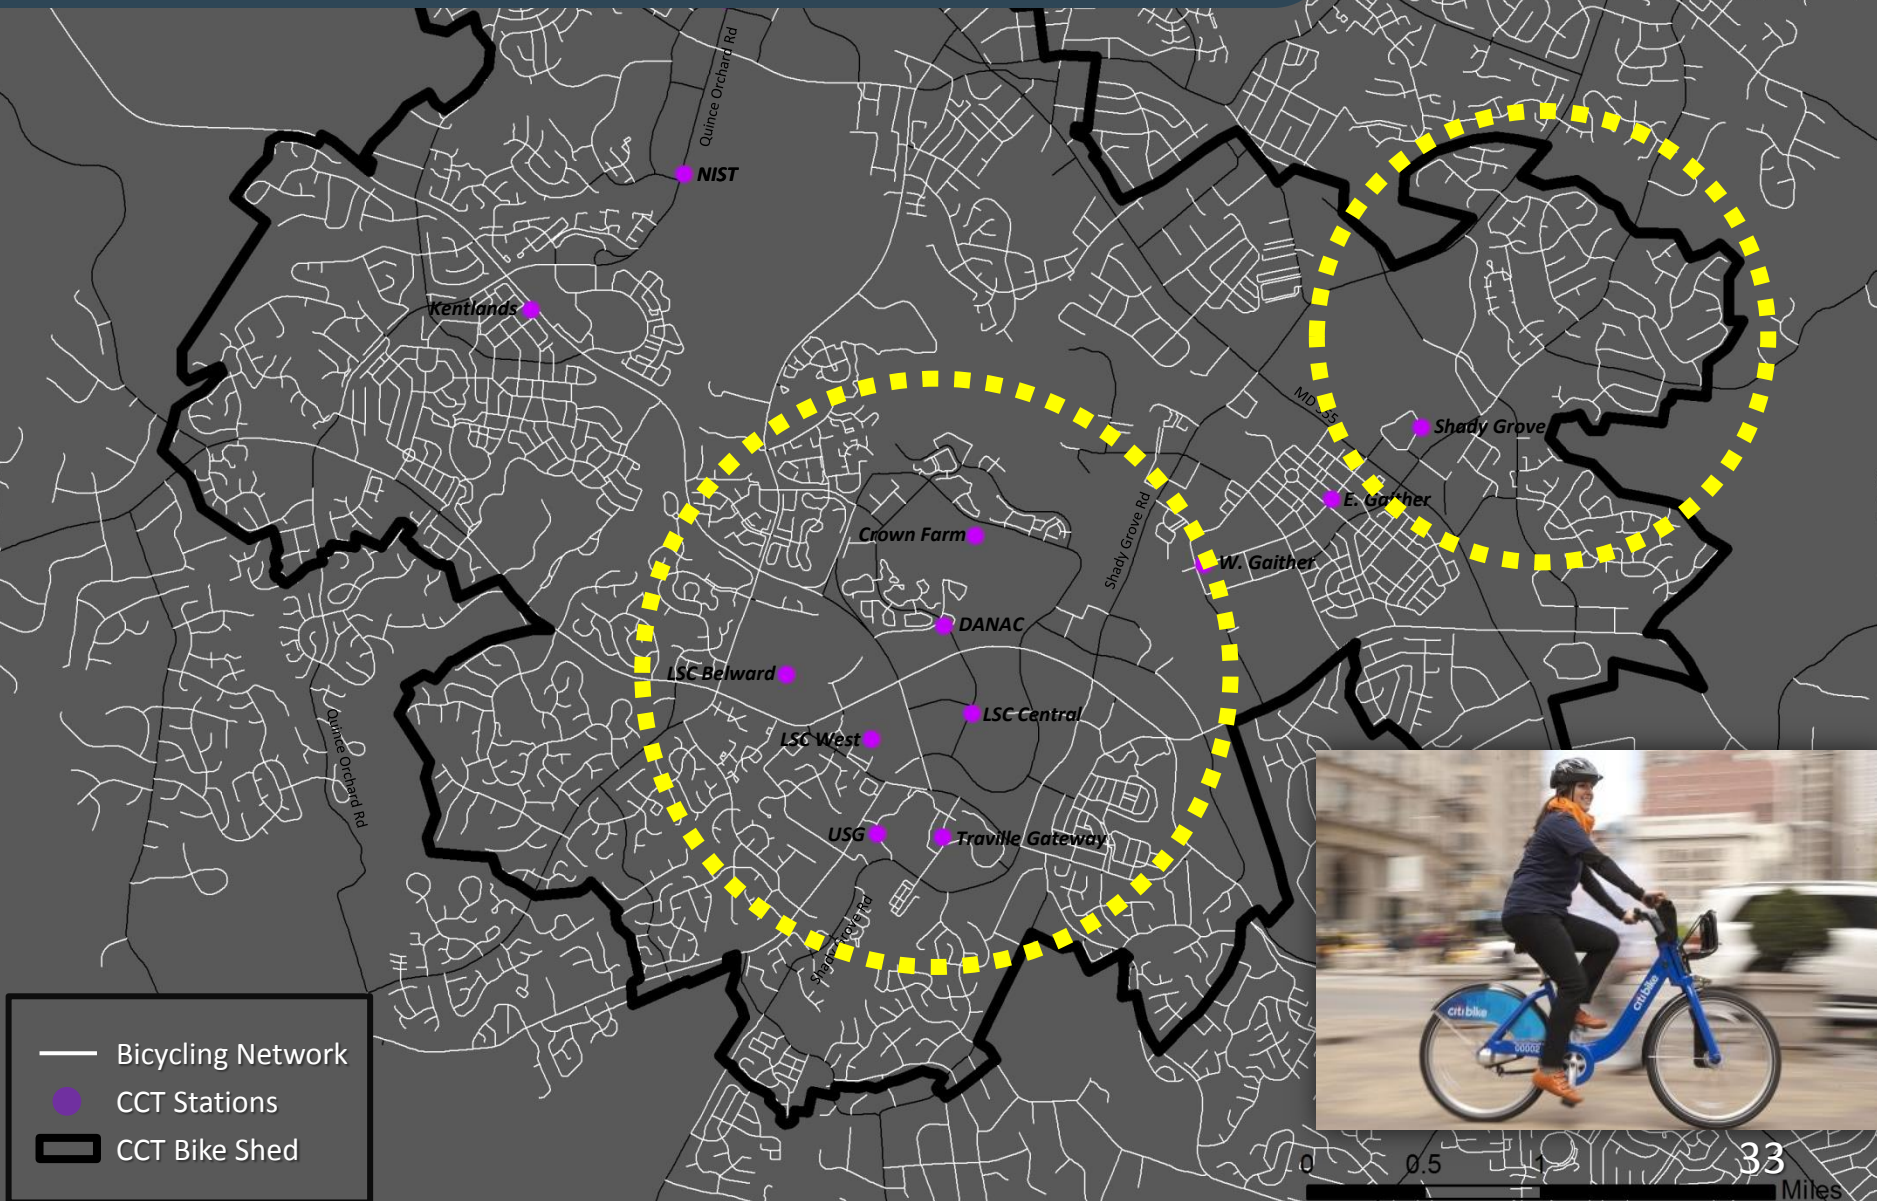 Quince Orchard Rd
NIST
Kentlands
MD 355
Shady Grove
E. Gaither
Crown Farm
Shady Grove Rd
W. Gaither
DANAC
LSC Belward
LSC Central
LSC West
Quince Orchard Rd
USG
Traville Gateway
Shady Grove Rd
citibike
citibike
Bicycling Network
CCT Stations
CCT Bike Shed
33
0 0.5 1
Miles